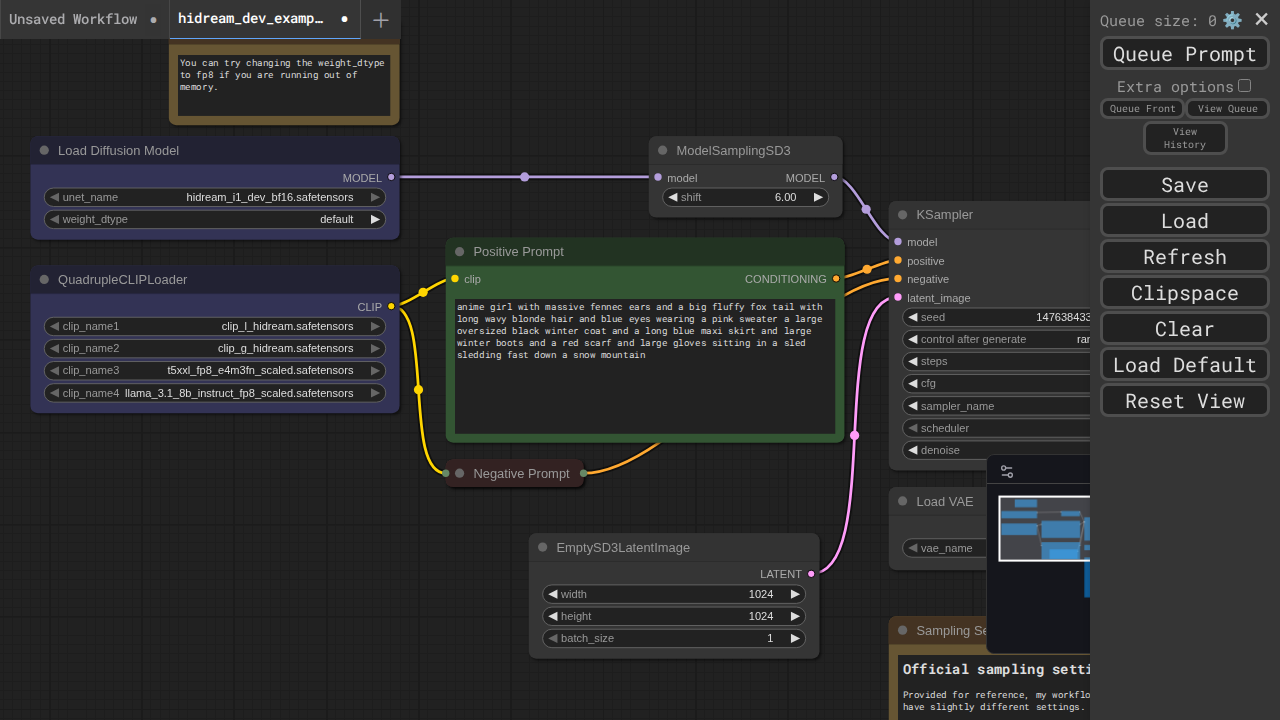 Unsaved Workflow
hidream_dev_examp…
You can try changing the weight_dtype
to fp8 if you are running out of
memory.
Load Diffusion Model
MODEL
unet_name hidream_i1_dev_bf16.safetensors
weight_dtype default
QuadrupleCLIPLoader
CLIP
clip_name1 clip_l_hidream.safetensors
clip_name2 clip_g_hidream.safetensors
clip_name3 t5xxl_fp8_e4m3fn_scaled.safetensors
clip_name4 llama_3.1_8b_instruct_fp8_scaled.safetensors
ModelSamplingSD3
model MODEL
shift 6.00
Positive Prompt
clip CONDITIONING
anime girl with massive fennec ears and a big fluffy fox tail with
long wavy blonde hair and blue eyes wearing a pink sweater a large
oversized black winter coat and a long blue maxi skirt and large
winter boots and a red scarf and large gloves sitting in a sled
sledding fast down a snow mountain
Negative Prompt
EmptySD3LatentImage
LATENT
width 1024
height 1024
batch_size 1
KSampler
model
positive
negative
latent_image
seed 147638433
control after generate ran
steps
cfg
sampler_name
scheduler
denoise
Load VAE
vae_name
Sampling Se
Official sampling setti
Provided for reference, my workflo
have slightly different settings.
Queue size: 0
Queue Prompt
Extra options
Queue Front View Queue
View
History
Save
Load
Refresh
Clipspace
Clear
Load Default
Reset View